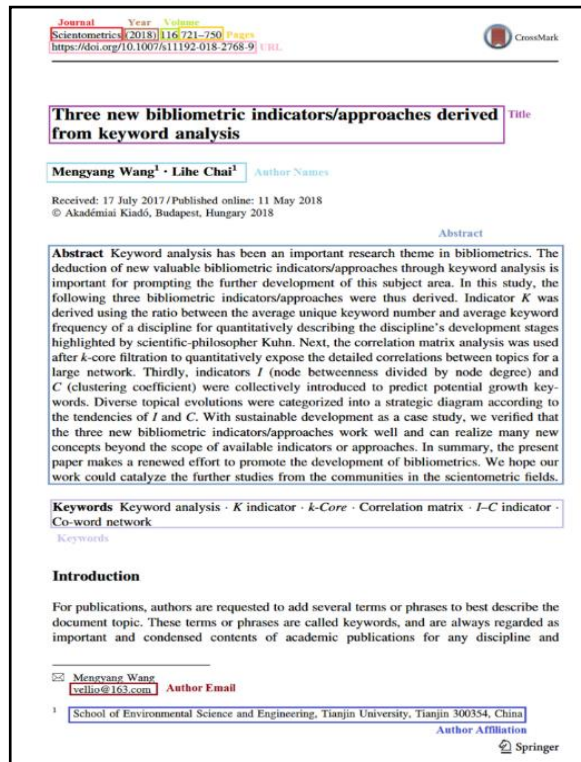 Journal Year Volume
Scientometrics (2018) 116:721–750 Pages
https://doi.org/10.1007/s11192-018-2768-9 URL
CrossMark
Three new bibliometric indicators/approaches derived Title
from keyword analysis
Mengyang Wang¹ · Lihe Chai¹ Author Names
Received: 17 July 2017 / Published online: 11 May 2018
© Akadémiai Kiadó, Budapest, Hungary 2018
Abstract
Abstract Keyword analysis has been an important research theme in bibliometrics. The
deduction of new valuable bibliometric indicators/approaches through keyword analysis is
important for prompting the further development of this subject area. In this study, the
following three bibliometric indicators/approaches were thus derived. Indicator K was
derived using the ratio between the average unique keyword number and average keyword
frequency of a discipline for quantitatively describing the discipline's development stages
highlighted by scientific-philosopher Kuhn. Next, the correlation matrix analysis was used
after k-core filtration to quantitatively expose the detailed correlations between topics for a
large network. Thirdly, indicators I (node betweenness divided by node degree) and
C (clustering coefficient) were collectively introduced to predict potential growth key-
words. Diverse topical evolutions were categorized into a strategic diagram according to
the tendencies of I and C. With sustainable development as a case study, we verified that
the three new bibliometric indicators/approaches work well and can realize many new
concepts beyond the scope of available indicators or approaches. In summary, the present
paper makes a renewed effort to promote the development of bibliometrics. We hope our
work could catalyze the further studies from the communities in the scientometric fields.
Keywords Keyword analysis · K indicator · k-Core · Correlation matrix · I–C indicator ·
Co-word network
Keywords
Introduction
For publications, authors are requested to add several terms or phrases to best describe the
document topic. These terms or phrases are called keywords, and are always regarded as
important and condensed contents of academic publications for any discipline and
✉ Mengyang Wang
vellio@163.com Author Email
¹ School of Environmental Science and Engineering, Tianjin University, Tianjin 300354, China
Author Affiliation
Springer